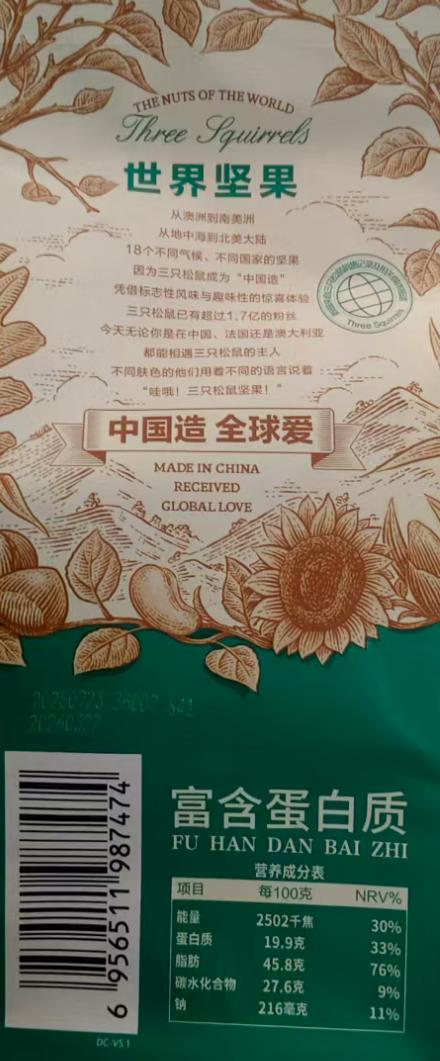 THE NUTS OF THE WORLD
Three Squirrels
世界坚果
从澳洲到南美洲
从地中海到北美大陆
18个不同气候、不同国家的坚果
因为三只松鼠成为“中国造”
凭借标志性风味与趣味性的惊喜体验
三只松鼠已有超过1.7亿的粉丝
今天无论你是在中国、法国还是澳大利亚
都能相遇三只松鼠的主人
不同肤色的他们用着不同的语言说着
“哇哦！三只松鼠坚果！”
Three Squirrels
中国造 全球爱
MADE IN CHINA
RECEIVED
GLOBAL LOVE
20250723
20260322
6 956511 987474
DC-V5.1
富含蛋白质
FU HAN DAN BAI ZHI
营养成分表
项目 每100克 NRV%
能量 2502千焦 30%
蛋白质 19.9克 33%
脂肪 45.8克 76%
碳水化合物 27.6克 9%
钠 216毫克 11%